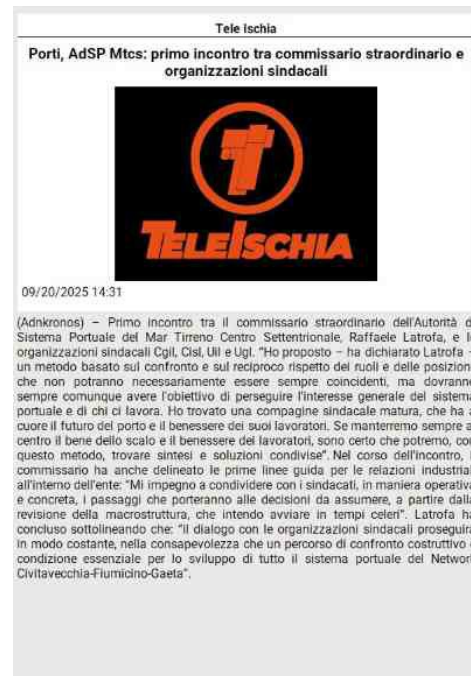 Tele Ischia
Porti, AdSP Mtcs: primo incontro tra commissario straordinario e
organizzazioni sindacali
TELEISCHIA
09/20/2025 14:31
(Adnkronos) – Primo incontro tra il commissario straordinario dell'Autorità d
Sistema Portuale del Mar Tirreno Centro Settentrionale, Raffaele Latrofa, e l
organizzazioni sindacali Cgil, Cisl, Uil e Ugl. "Ho proposto – ha dichiarato Latrofa –
un metodo basato sul confronto e sul reciproco rispetto dei ruoli e delle posizion
che non potranno necessariamente essere sempre coincidenti, ma dovrann
sempre comunque avere l'obiettivo di perseguire l'interesse generale del sistem
portuale e di chi ci lavora. Ho trovato una compagine sindacale matura, che ha a
cuore il futuro del porto e il benessere dei suoi lavoratori. Se manterremo sempre a
centro il bene dello scalo e il benessere dei lavoratori, sono certo che potremo, con
questo metodo, trovare sintesi e soluzioni condivise". Nel corso dell'incontro, i
commissario ha anche delineato le prime linee guida per le relazioni industrial
all'interno dell'ente: "Mi impegno a condividere con i sindacati, in maniera operativa
e concreta, i passaggi che porteranno alle decisioni da assumere, a partire dalla
revisione della macrostruttura, che intendo avviare in tempi celeri". Latrofa ha
concluso sottolineando che: "il dialogo con le organizzazioni sindacali proseguirà
in modo costante, nella consapevolezza che un percorso di confronto costruttivo
condizione essenziale per lo sviluppo di tutto il sistema portuale del Networ
Civitavecchia-Fiumicino-Gaeta".